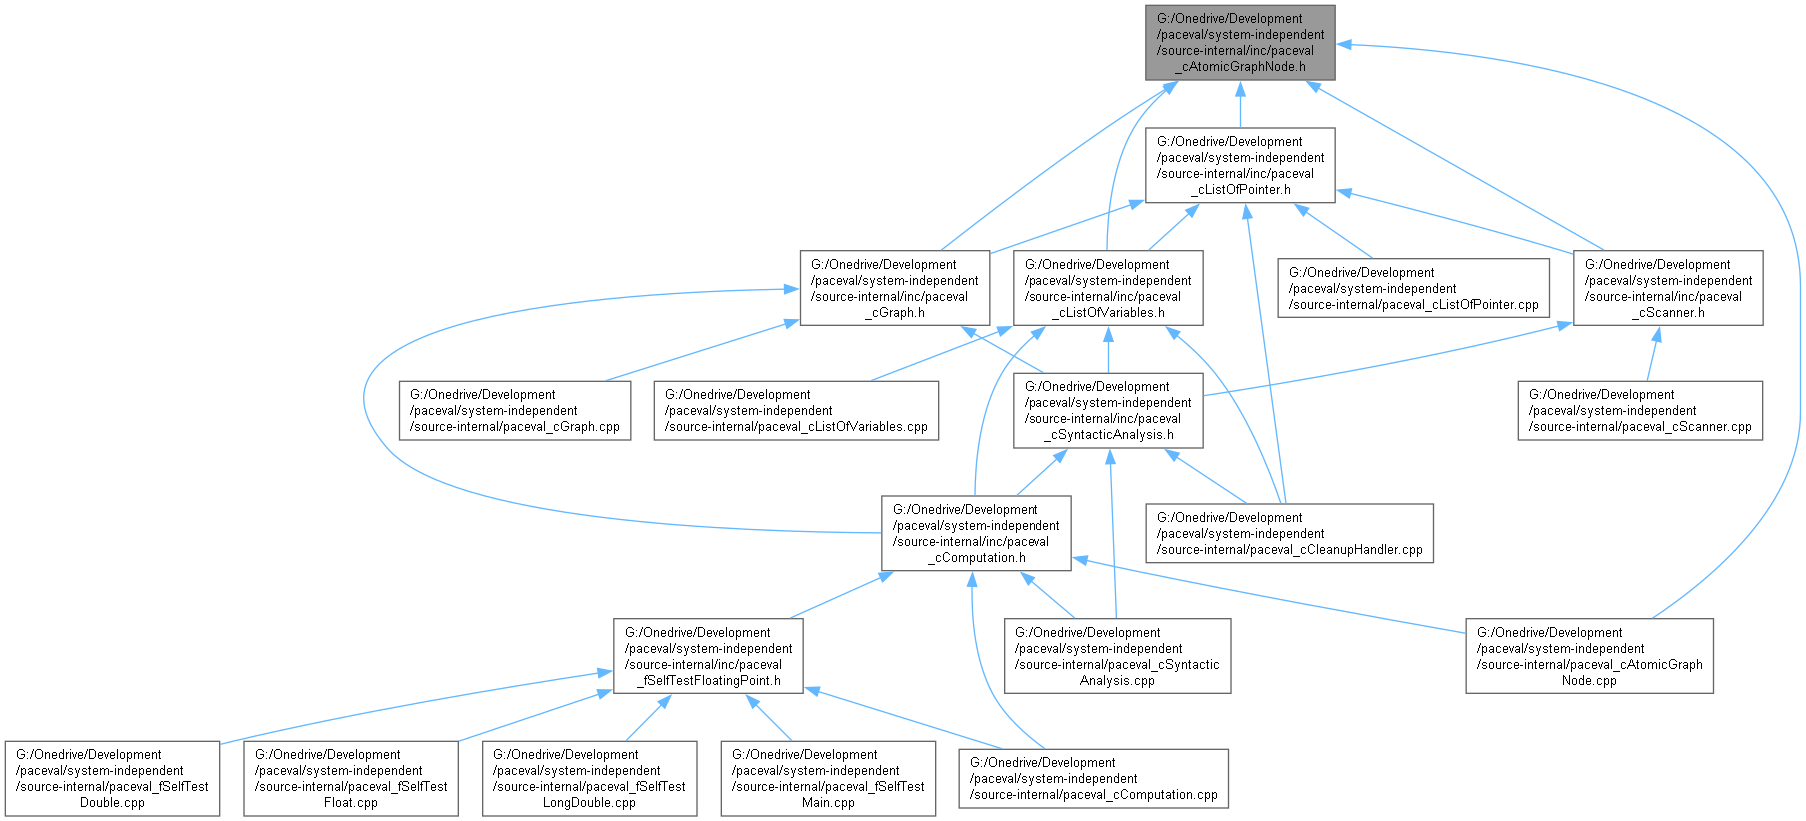 G:/Onedrive/Development
/paceval/system-independent
/source-internal/inc/paceval
_cAtomicGraphNode.h
G:/Onedrive/Development
/paceval/system-independent
/source-internal/inc/paceval
_cListOfPointer.h
G:/Onedrive/Development
/paceval/system-independent
/source-internal/inc/paceval
_cGraph.h
G:/Onedrive/Development
/paceval/system-independent
/source-internal/inc/paceval
_cListOfVariables.h
G:/Onedrive/Development
/paceval/system-independent
/source-internal/paceval_cListOfPointer.cpp
G:/Onedrive/Development
/paceval/system-independent
/source-internal/inc/paceval
_cScanner.h
G:/Onedrive/Development
/paceval/system-independent
/source-internal/paceval_cGraph.cpp
G:/Onedrive/Development
/paceval/system-independent
/source-internal/paceval_cListOfVariables.cpp
G:/Onedrive/Development
/paceval/system-independent
/source-internal/inc/paceval
_cSyntacticAnalysis.h
G:/Onedrive/Development
/paceval/system-independent
/source-internal/paceval_cScanner.cpp
G:/Onedrive/Development
/paceval/system-independent
/source-internal/inc/paceval
_cComputation.h
G:/Onedrive/Development
/paceval/system-independent
/source-internal/paceval_cCleanupHandler.cpp
G:/Onedrive/Development
/paceval/system-independent
/source-internal/inc/paceval
_fSelfTestFloatingPoint.h
G:/Onedrive/Development
/paceval/system-independent
/source-internal/paceval_cSyntactic
Analysis.cpp
G:/Onedrive/Development
/paceval/system-independent
/source-internal/paceval_cAtomicGraph
Node.cpp
G:/Onedrive/Development
/paceval/system-independent
/source-internal/paceval_fSelfTest
Double.cpp
G:/Onedrive/Development
/paceval/system-independent
/source-internal/paceval_fSelfTest
Float.cpp
G:/Onedrive/Development
/paceval/system-independent
/source-internal/paceval_fSelfTest
LongDouble.cpp
G:/Onedrive/Development
/paceval/system-independent
/source-internal/paceval_fSelfTest
Main.cpp
G:/Onedrive/Development
/paceval/system-independent
/source-internal/paceval_cComputation.cpp